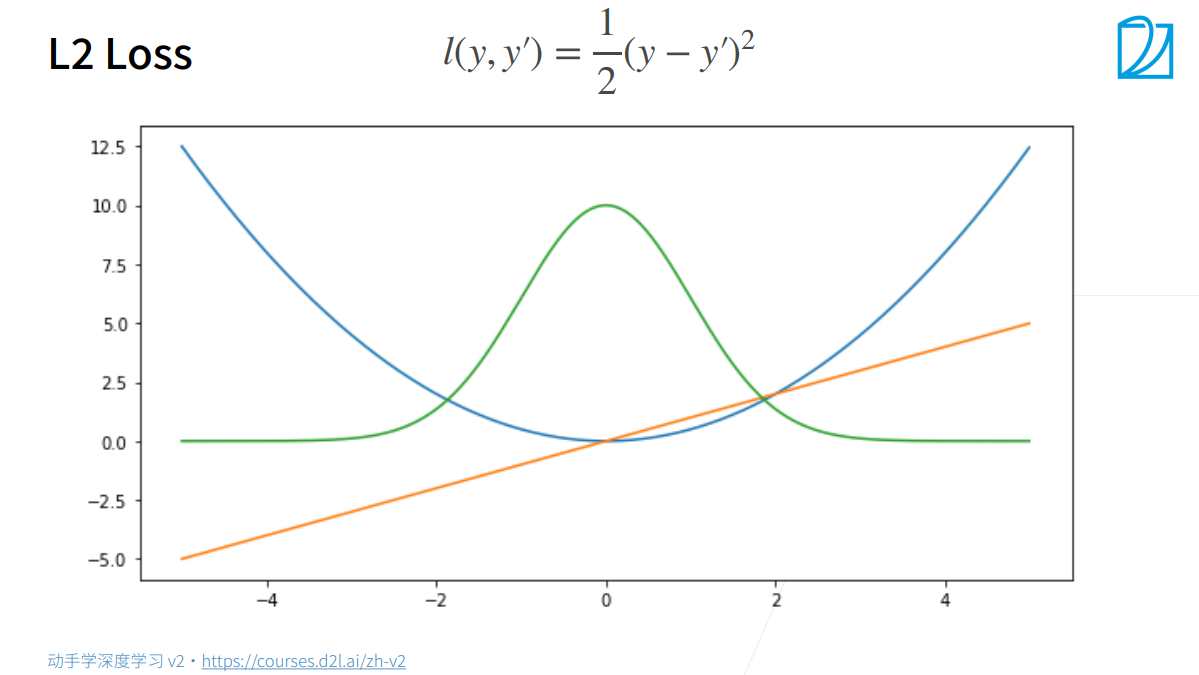 L2 Loss
l(y, y′) = 1/2 (y − y′)²
12.5
10.0
7.5
5.0
2.5
0.0
−2.5
−5.0
−4 −2 0 2 4
动手学深度学习 v2 • https://courses.d2l.ai/zh-v2